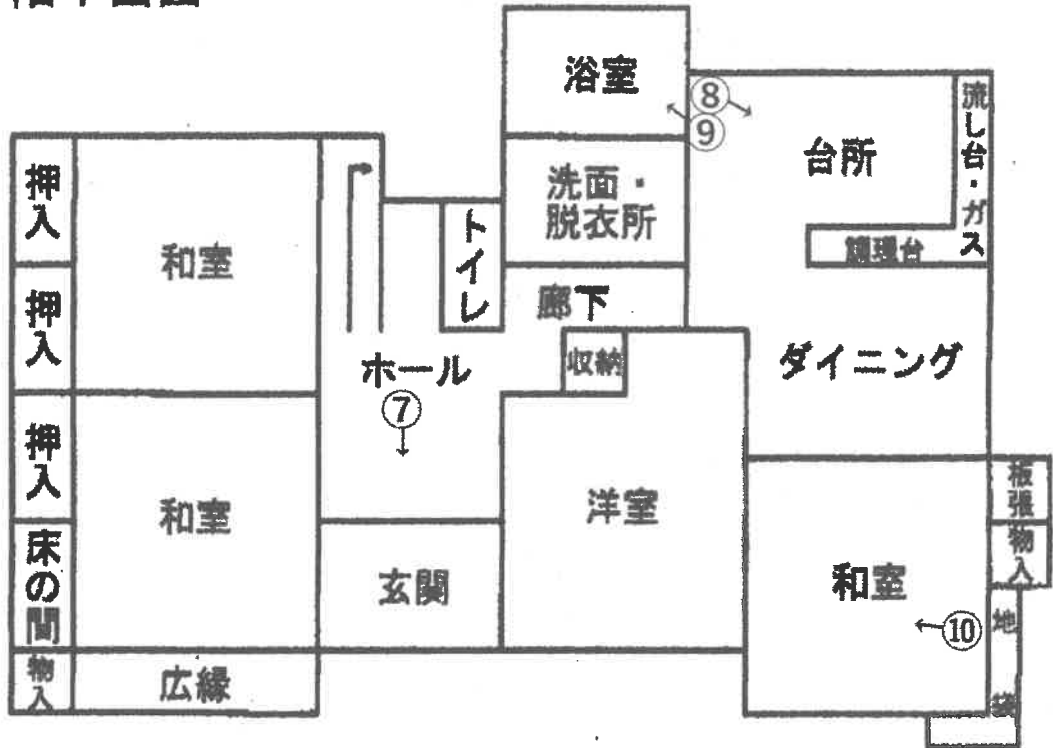 浴室
⑧
⑨
台所
流し台・ガス
調理台
押入
和室
トイレ
洗面・
脱衣所
押入
廊下
収納
ホール
⑦
ダイニング
押入
和室
洋室
板張
物入
床の間
玄関
和室
⑩
地袋
物入
広縁